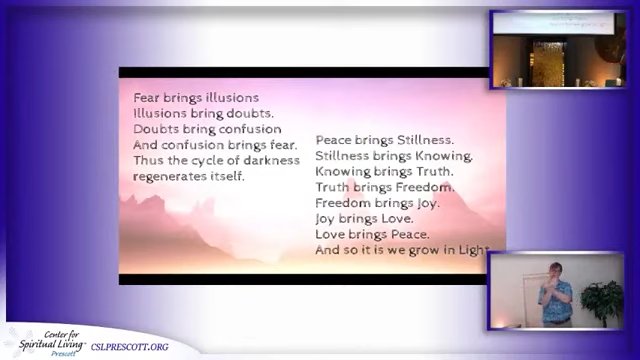 Fear brings illusions
Illusions bring doubts.
Doubts bring confusion
And confusion brings fear.
Thus the cycle of darkness
regenerates itself.
Peace brings Stillness.
Stillness brings Knowing.
Knowing brings Truth.
Truth brings Freedom.
Freedom brings Joy.
Joy brings Love.
Love brings Peace.
And so it is we grow in Light
Center for
Spiritual Living
Prescott
CSLPRESCOTT.ORG